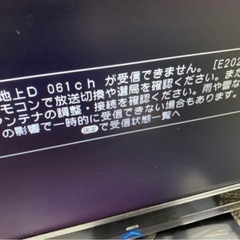 地上D 061ch が受信できません。[E202
モコンで放送切換や選局を確認ください。また
ンテナの調整・接続を確認ください。雨や雷な
の影響で一時的に受信できない場合もあります。
決定で受信状態一覧へ